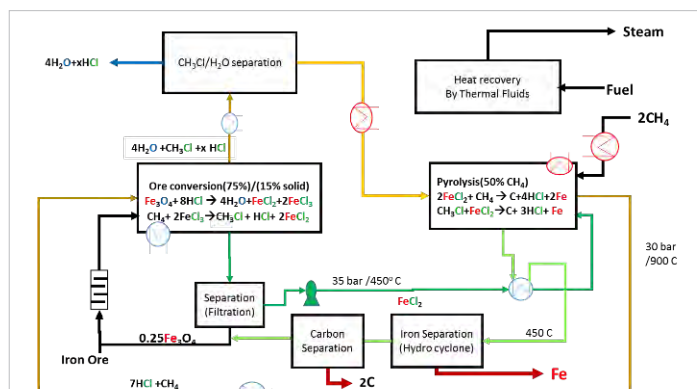 Steam
4H₂O+xHCl
CH₃Cl/H₂O separation
Heat recovery
By Thermal Fluids
Fuel
2CH₄
4H₂O +CH₃Cl +x HCl
Ore conversion(75%)/(15% solid)
Fe₃O₄+8HCl → 4H₂O+FeCl₂+2FeCl₃
CH₄+ 2FeCl₃→CH₃Cl + HCl+ 2FeCl₂
Pyrolysis(50% CH₄)
2FeCl₂+ CH₄ → C+4HCl+2Fe
CH₃Cl+FeCl₂→C+ 3HCl+ Fe
30 bar
/900 C
35 bar /450° C
Separation
(Filtration)
FeCl₂
450 C
Carbon
Separation
Iron Separation
(Hydro cyclone)
0.25Fe₃O₄
Iron Ore
2C
Fe
7HCl +CH₄